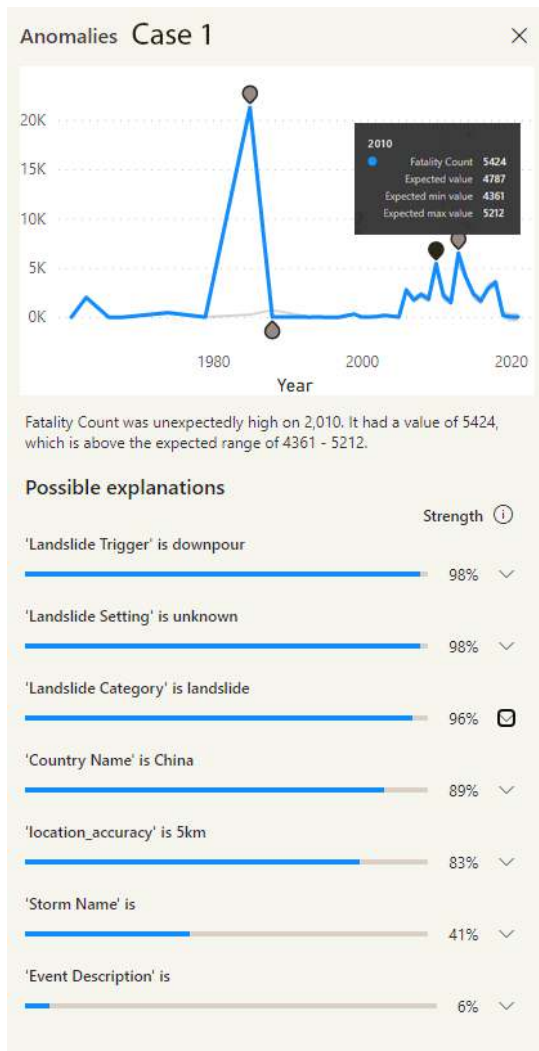 Anomalies Case 1
20K
15K
10K
5K
0K
2010
Fatality Count 5424
Expected value 4787
Expected min value 4361
Expected max value 5212
1980 2000 2020
Year
Fatality Count was unexpectedly high on 2,010. It had a value of 5424,
which is above the expected range of 4361 - 5212.
Possible explanations
Strength
'Landslide Trigger' is downpour
98%
'Landslide Setting' is unknown
98%
'Landslide Category' is landslide
96%
'Country Name' is China
89%
'location_accuracy' is 5km
83%
'Storm Name' is
41%
'Event Description' is
6%